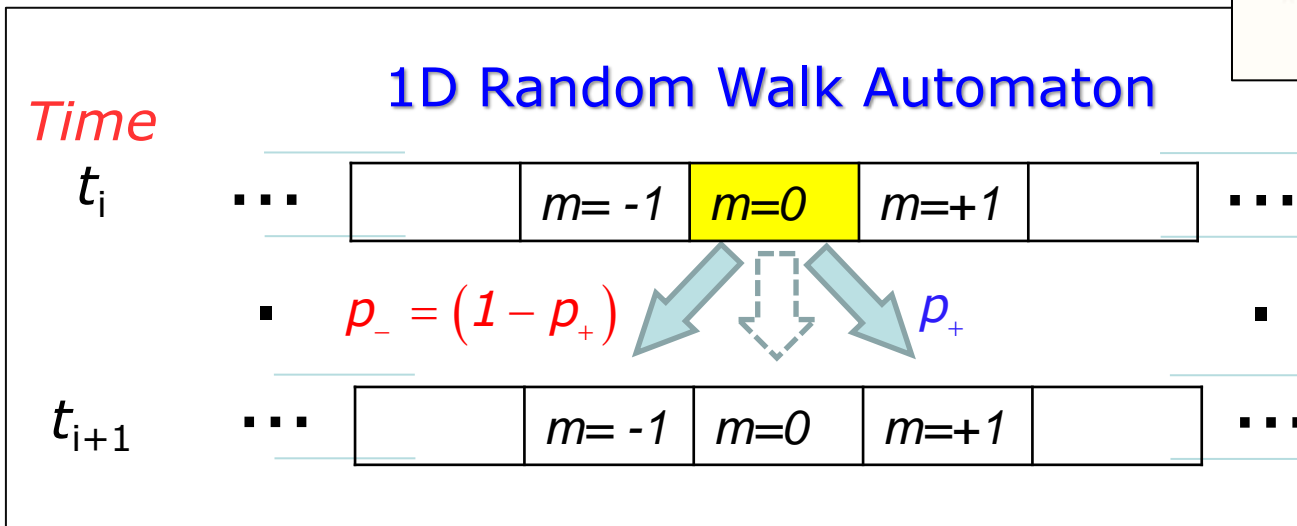 1D Random Walk Automaton
Time
tᵢ ... m= -1 m=0 m=+1 ...
▪ p₋ = (1 − p₊) p₊ ▪
tᵢ₊₁ ... m= -1 m=0 m=+1 ...